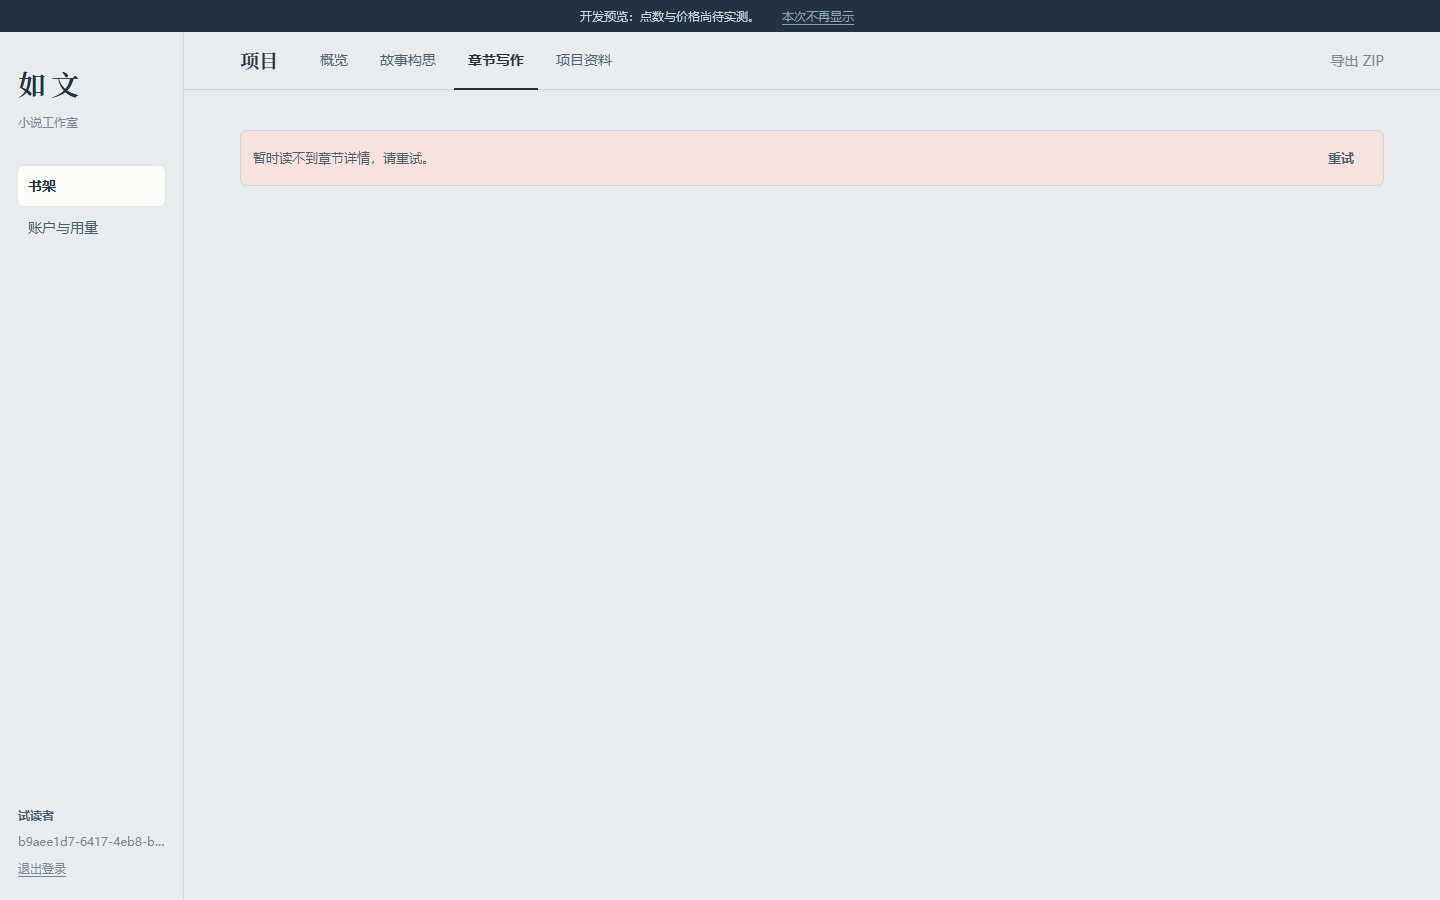 开发预览：点数与价格尚待实测。 本次不再显示
如文
小说工作室
书架
账户与用量
试读者
b9aee1d7-6417-4eb8-b...
退出登录
项目 概览 故事构思 章节写作 项目资料 导出 ZIP
暂时读不到章节详情，请重试。 重试